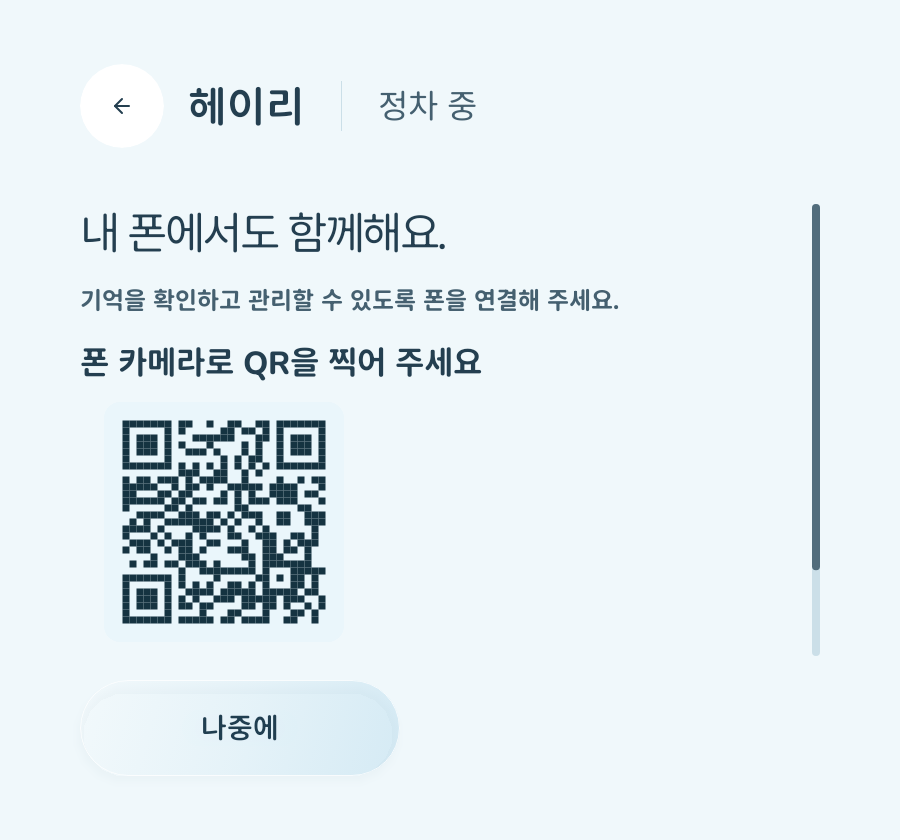 헤이리
정차 중
내 폰에서도 함께해요.
기억을 확인하고 관리할 수 있도록 폰을 연결해 주세요.
폰 카메라로 QR을 찍어 주세요
나중에